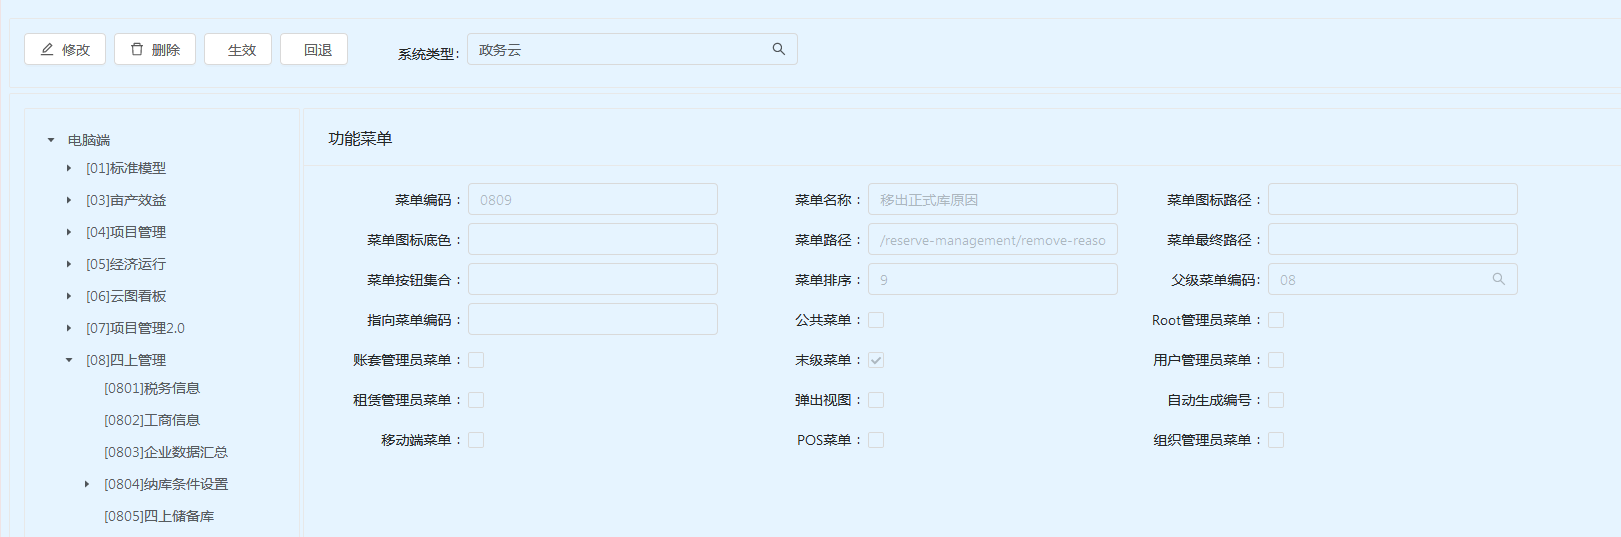 修改 删除 生效 回退 系统类型: 政务云
电脑端
[01]标准模型
[03]亩产效益
[04]项目管理
[05]经济运行
[06]云图看板
[07]项目管理2.0
[08]四上管理
[0801]税务信息
[0802]工商信息
[0803]企业数据汇总
[0804]纳库条件设置
[0805]四上储备库
功能菜单
菜单编码： 0809 菜单名称： 移出正式库原因 菜单图标路径：
菜单图标底色： 菜单路径： /reserve-management/remove-reaso 菜单最终路径：
菜单按钮集合： 菜单排序： 9 父级菜单编码: 08
指向菜单编码： 公共菜单： Root管理员菜单：
账套管理员菜单： 末级菜单： 用户管理员菜单：
租赁管理员菜单： 弹出视图： 自动生成编号：
移动端菜单： POS菜单： 组织管理员菜单：